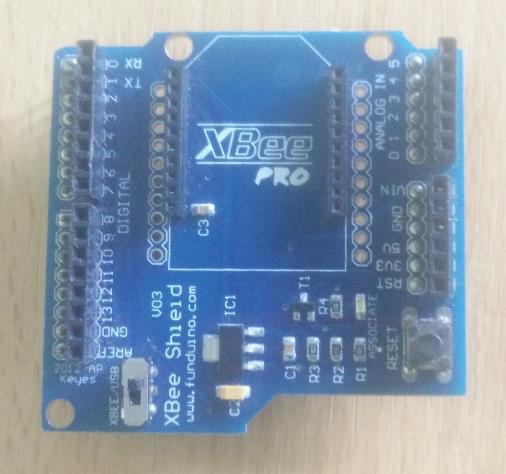 RX 0
TX 1
2
3
4
5
6
7
DIGITAL
8
9
10
11
12
13
GND
AREF
2012 AP
Keyes
XBEE/USB
XBee
PRO
C3
ANALOG IN
5
4
3
2
1
0
VIN
GND
5V
3V3
RST
RESET
ASSOCIATE
T1
R4
IC1
C1
R3
R2
R1
C2
V03
XBee Shield
www.funduino.com